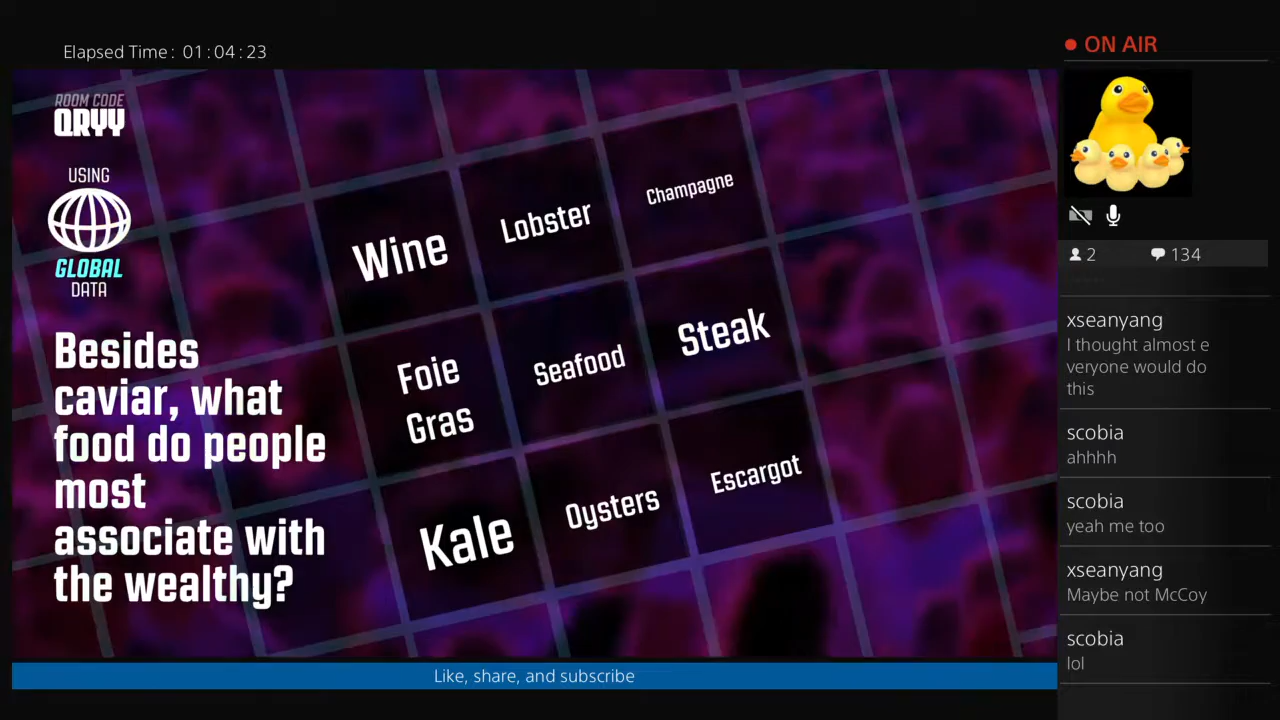 Elapsed Time: 01:04:23
ON AIR
ROOM CODE
QRYY
USING
GLOBAL
DATA
Besides
caviar, what
food do people
most
associate with
the wealthy?
Wine
Lobster
Champagne
Foie
Gras
Seafood
Steak
Kale
Oysters
Escargot
2
134
xseanyang
I thought almost e
veryone would do
this
scobia
ahhhh
scobia
yeah me too
xseanyang
Maybe not McCoy
scobia
lol
Like, share, and subscribe